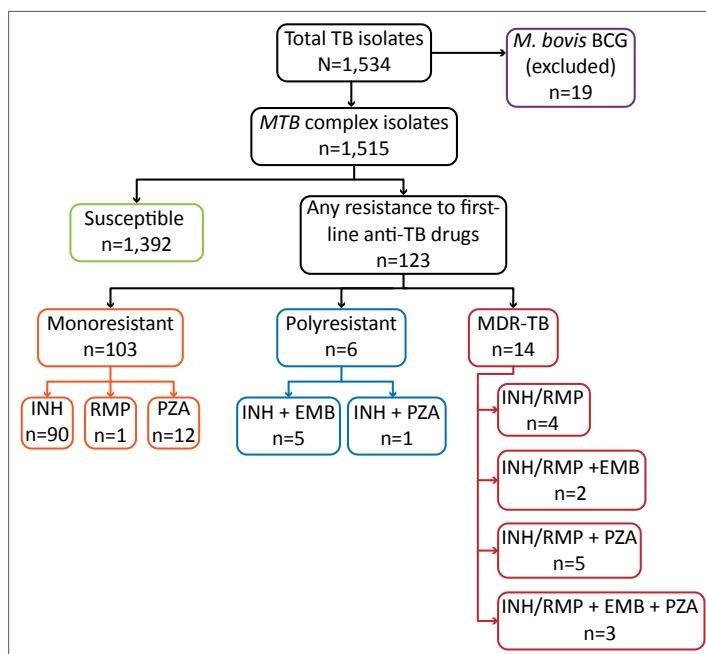 Total TB isolates
N=1,534
M. bovis BCG
(excluded)
n=19
MTB complex isolates
n=1,515
Susceptible
n=1,392
Any resistance to first-
line anti-TB drugs
n=123
Monoresistant
n=103
Polyresistant
n=6
MDR-TB
n=14
INH
n=90
RMP
n=1
PZA
n=12
INH + EMB
n=5
INH + PZA
n=1
INH/RMP
n=4
INH/RMP +EMB
n=2
INH/RMP + PZA
n=5
INH/RMP + EMB + PZA
n=3